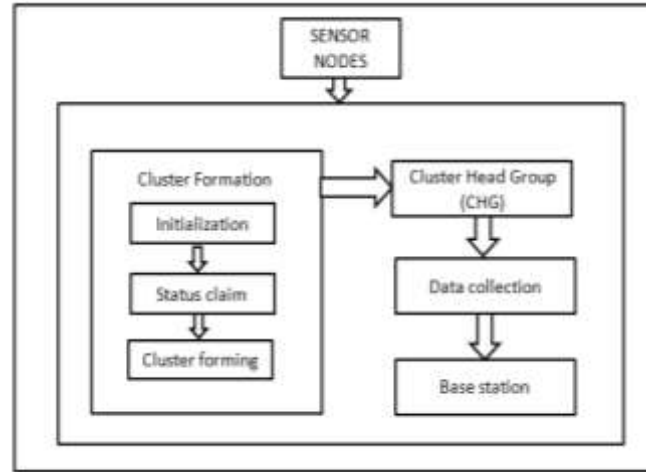 SENSOR
NODES
Cluster Formation
Initialization
Status claim
Cluster forming
Cluster Head Group
(CHG)
Data collection
Base station